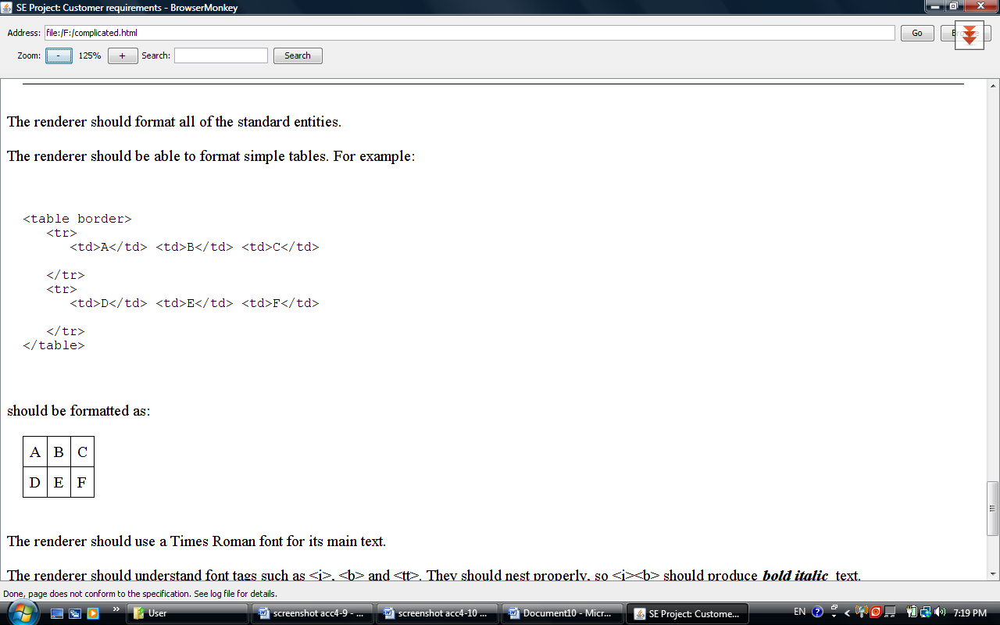 SE Project: Customer requirements - BrowserMonkey
Address: file:/F:/complicated.html Go
Zoom: - 125% + Search: Search
The renderer should format all of the standard entities.
The renderer should be able to format simple tables. For example:
<table border>
<tr>
<td>A</td> <td>B</td> <td>C</td>
</tr>
<tr>
<td>D</td> <td>E</td> <td>F</td>
</tr>
</table>
should be formatted as:
A B C
D E F
The renderer should use a Times Roman font for its main text.
The renderer should understand font tags such as <i>, <b> and <tt>. They should nest properly, so <i><b> should produce bold italic text.
Done, page does not conform to the specification. See log file for details.
» User screenshot acc4-9 - ... screenshot acc4-10 ... Document10 - Micr... SE Project: Custome... EN ? < 7:19 PM